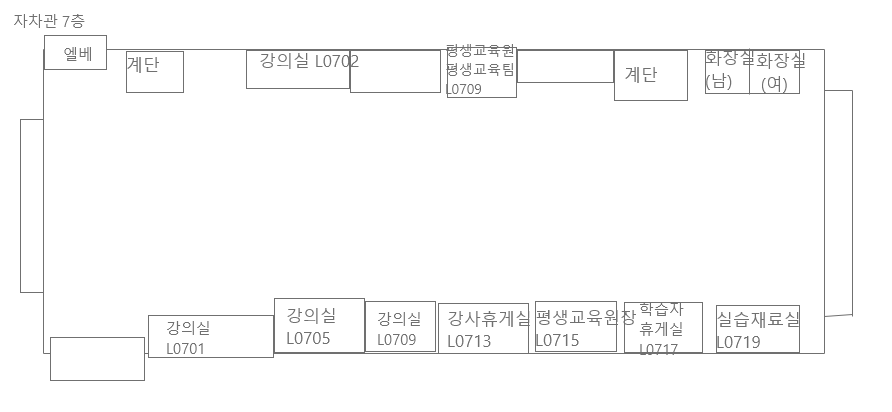 자차관 7층
엘베
계단
강의실 L0702
평생교육원
평생교육팀
L0709
계단
화장실
(남)
화장실
(여)
강의실
L0701
강의실
L0705
강의실
L0709
강사휴게실
L0713
평생교육원장
L0715
학습자
휴게실
L0717
실습재료실
L0719